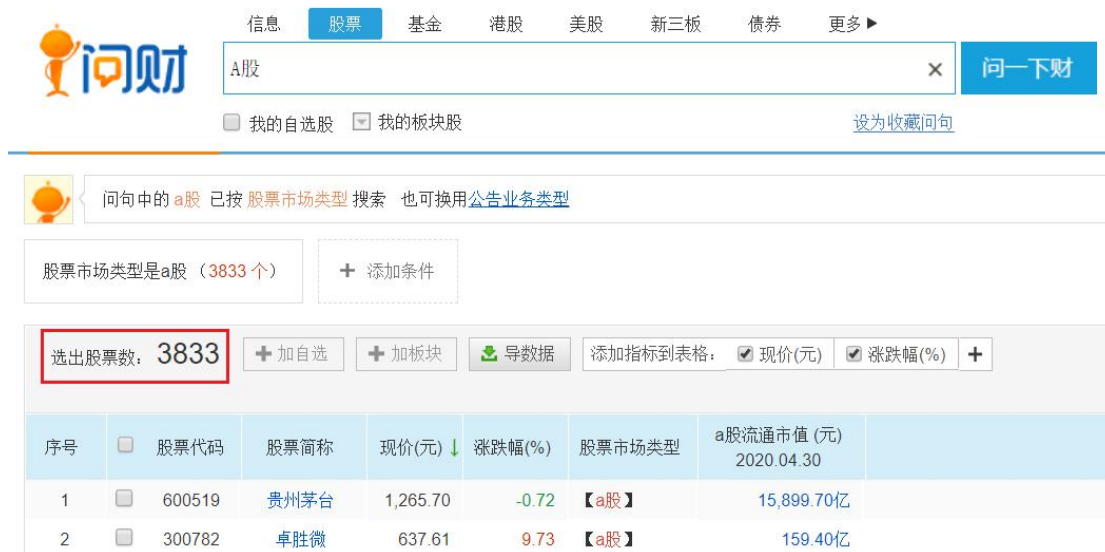 信息 股票 基金 港股 美股 新三板 债券 更多▶
问财
A股 × 问一下财
我的自选股 我的板块股 设为收藏问句
问句中的 a股 已按 股票市场类型 搜索 也可换用公告业务类型
股票市场类型是a股 (3833 个) + 添加条件
选出股票数: 3833 + 加自选 + 加板块 导数据 添加指标到表格: 现价(元) 涨跌幅(%) +
序号 股票代码 股票简称 现价(元)↓ 涨跌幅(%) 股票市场类型 a股流通市值 (元)
2020.04.30
1 600519 贵州茅台 1,265.70 -0.72 【a股】 15,899.70亿
2 300782 卓胜微 637.61 9.73 【a股】 159.40亿